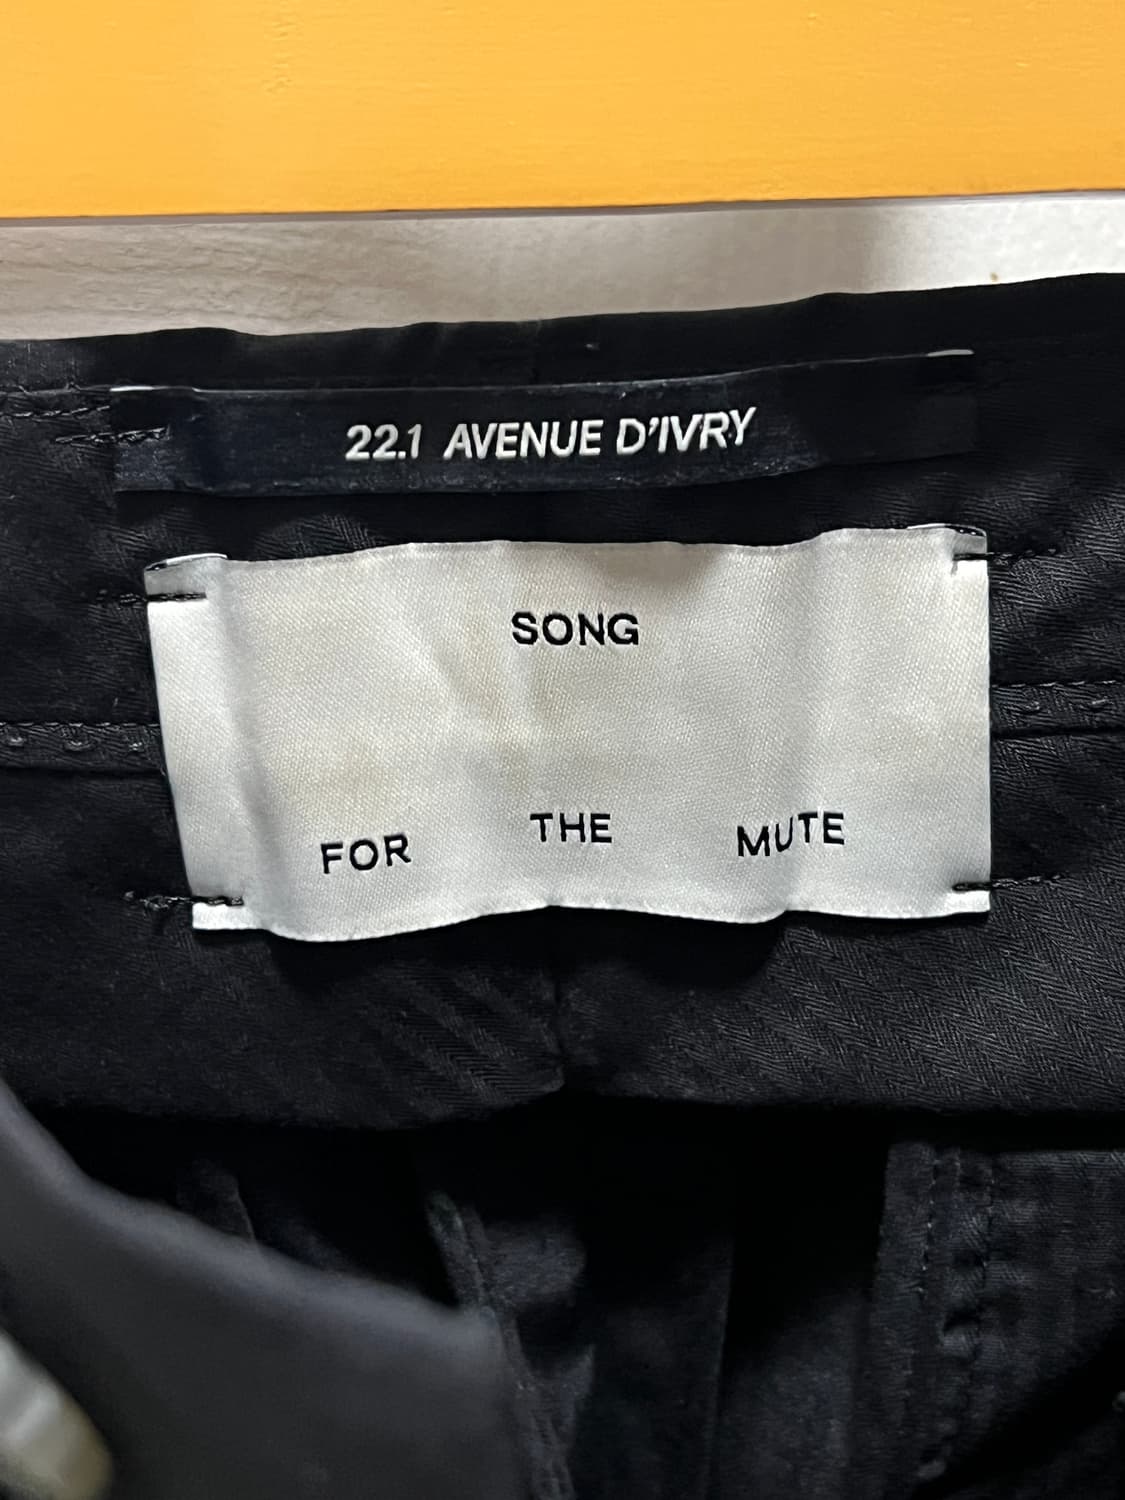 22.1 AVENUE D'IVRY
SONG
FOR THE MUTE